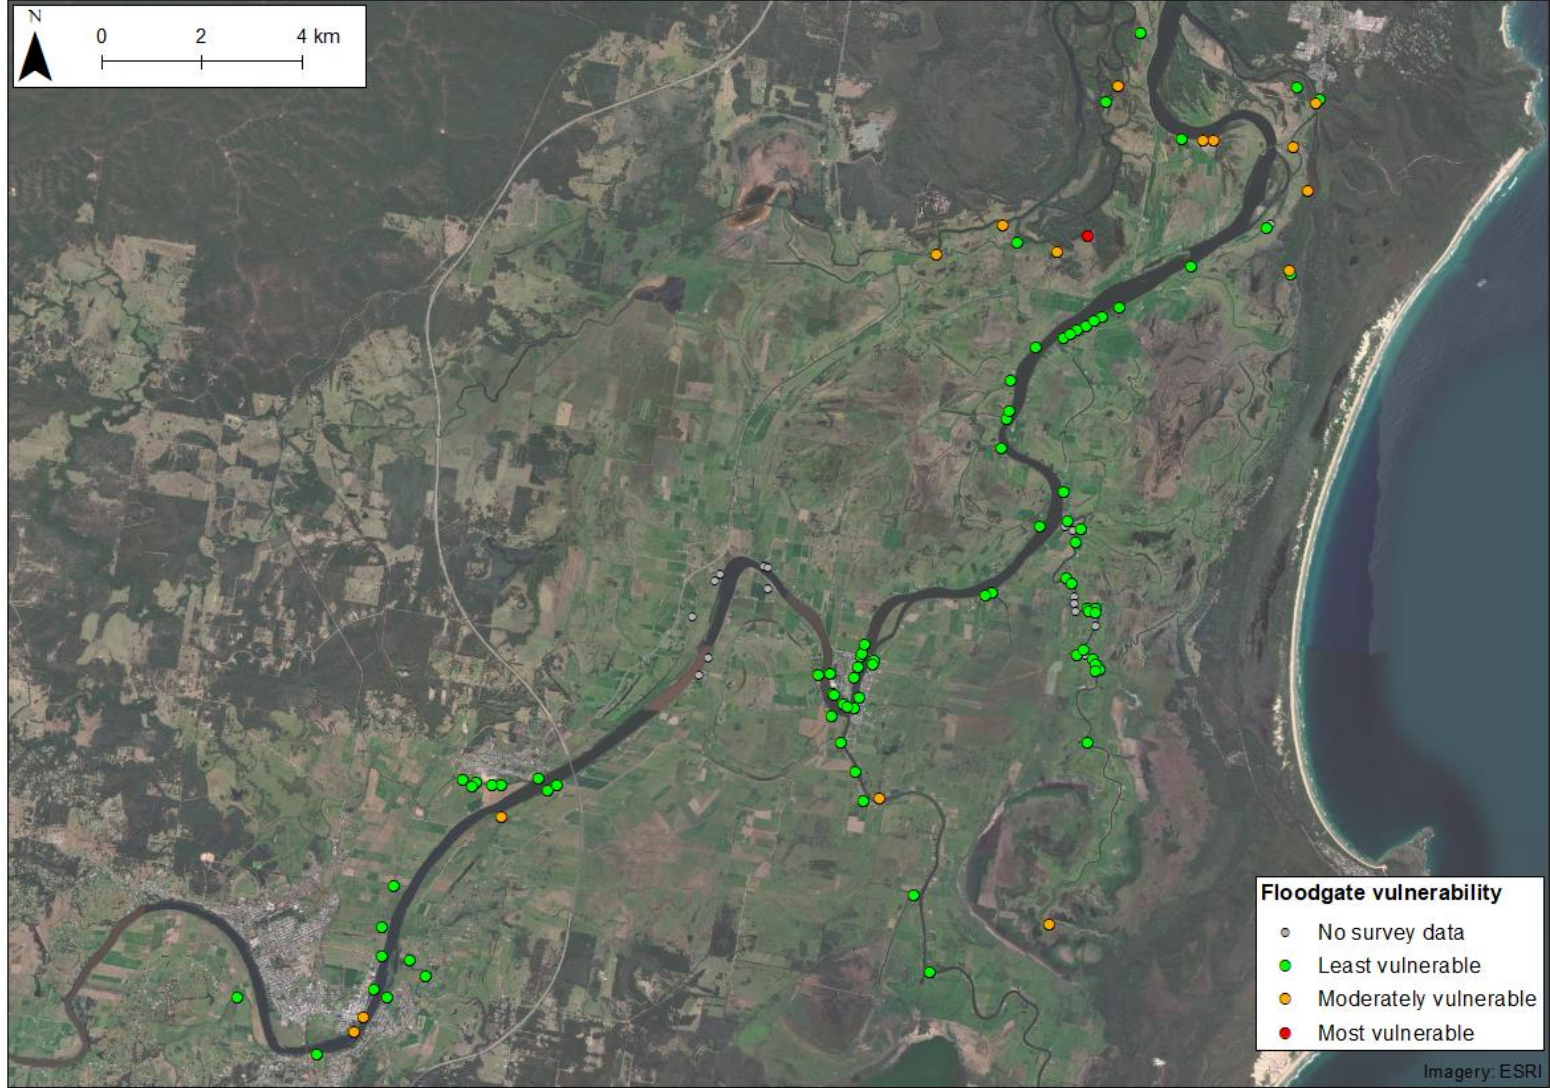 N
0 2 4 km
Floodgate vulnerability
No survey data
Least vulnerable
Moderately vulnerable
Most vulnerable
Imagery: ESRI